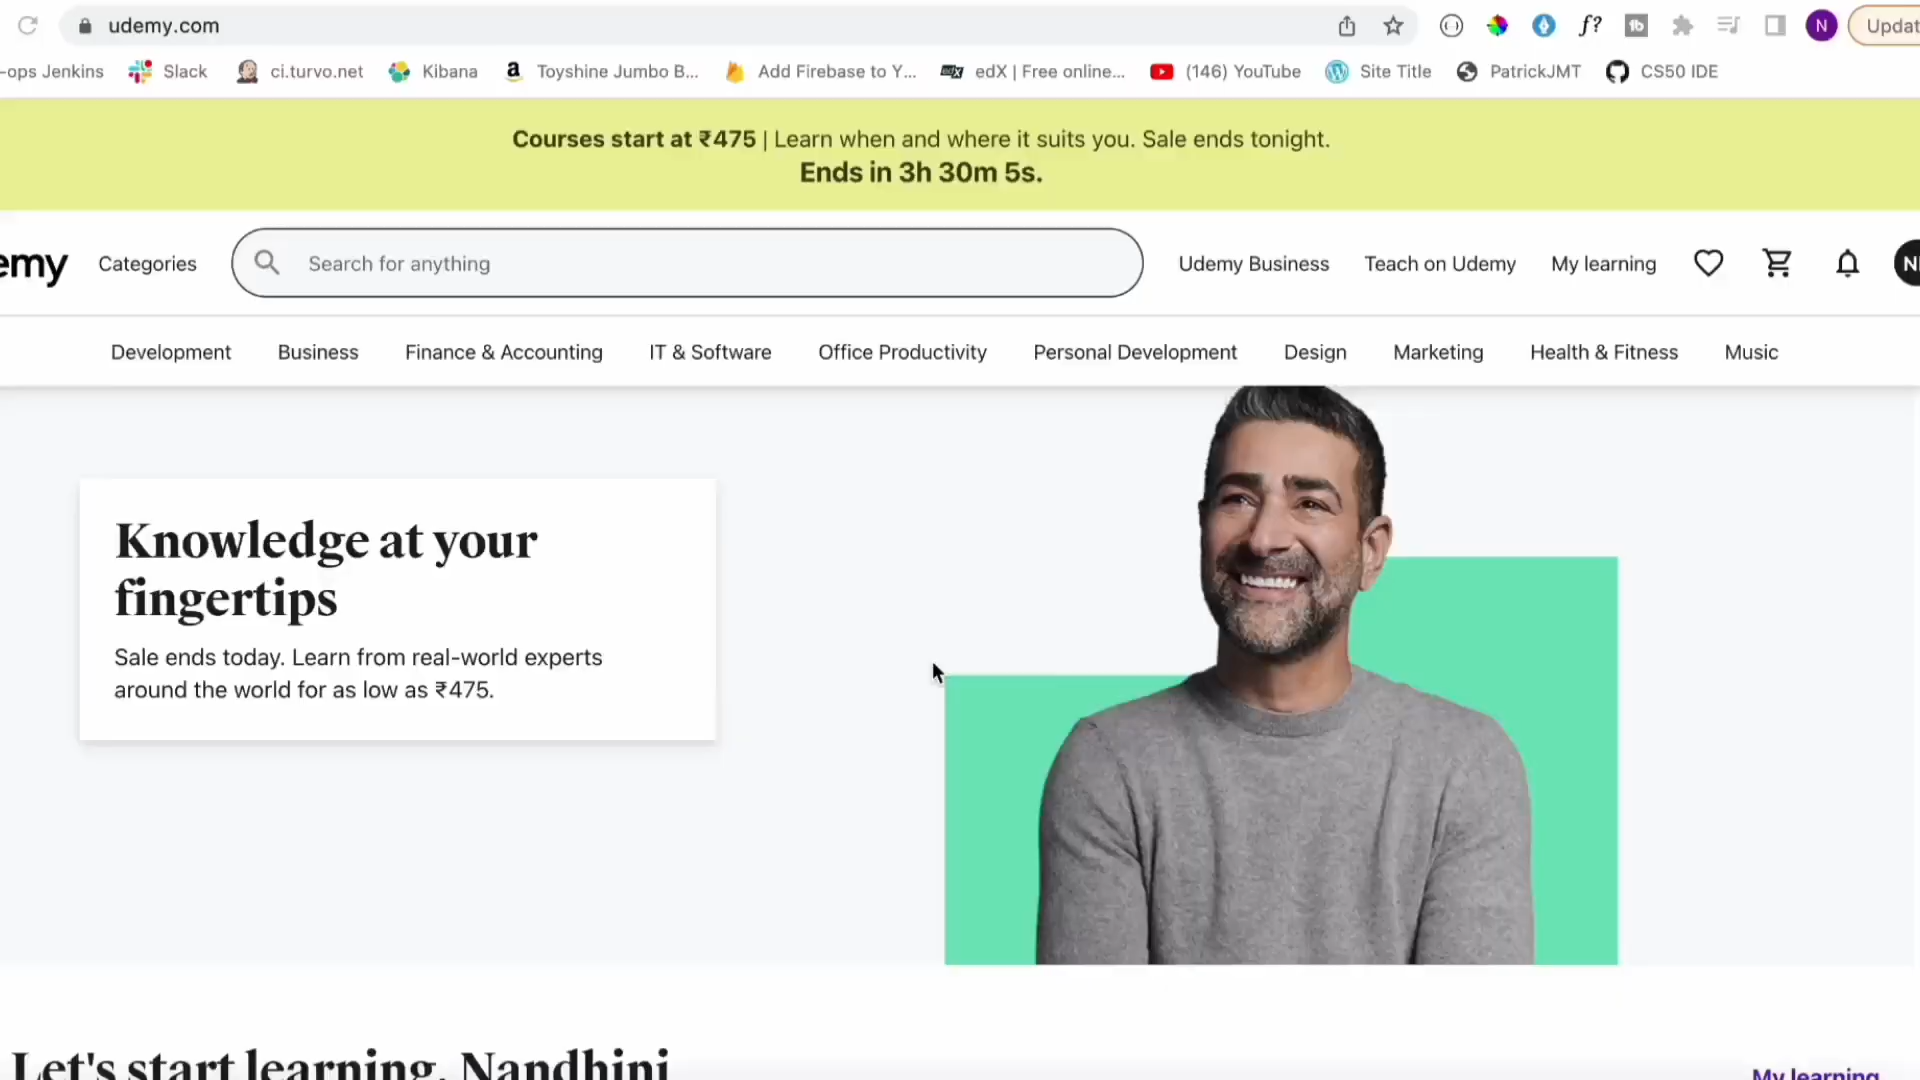 udemy.com
Updat
-ops Jenkins
Slack
ci.turvo.net
Kibana
Toyshine Jumbo B...
Add Firebase to Y...
edX | Free online...
(146) YouTube
Site Title
PatrickJMT
CS50 IDE
Courses start at ₹475 | Learn when and where it suits you. Sale ends tonight.
Ends in 3h 30m 5s.
emy
Categories
Search for anything
Udemy Business
Teach on Udemy
My learning
N
Development
Business
Finance & Accounting
IT & Software
Office Productivity
Personal Development
Design
Marketing
Health & Fitness
Music
Knowledge at your
fingertips
Sale ends today. Learn from real-world experts
around the world for as low as ₹475.
Let's start learning, Nandhini
My learning